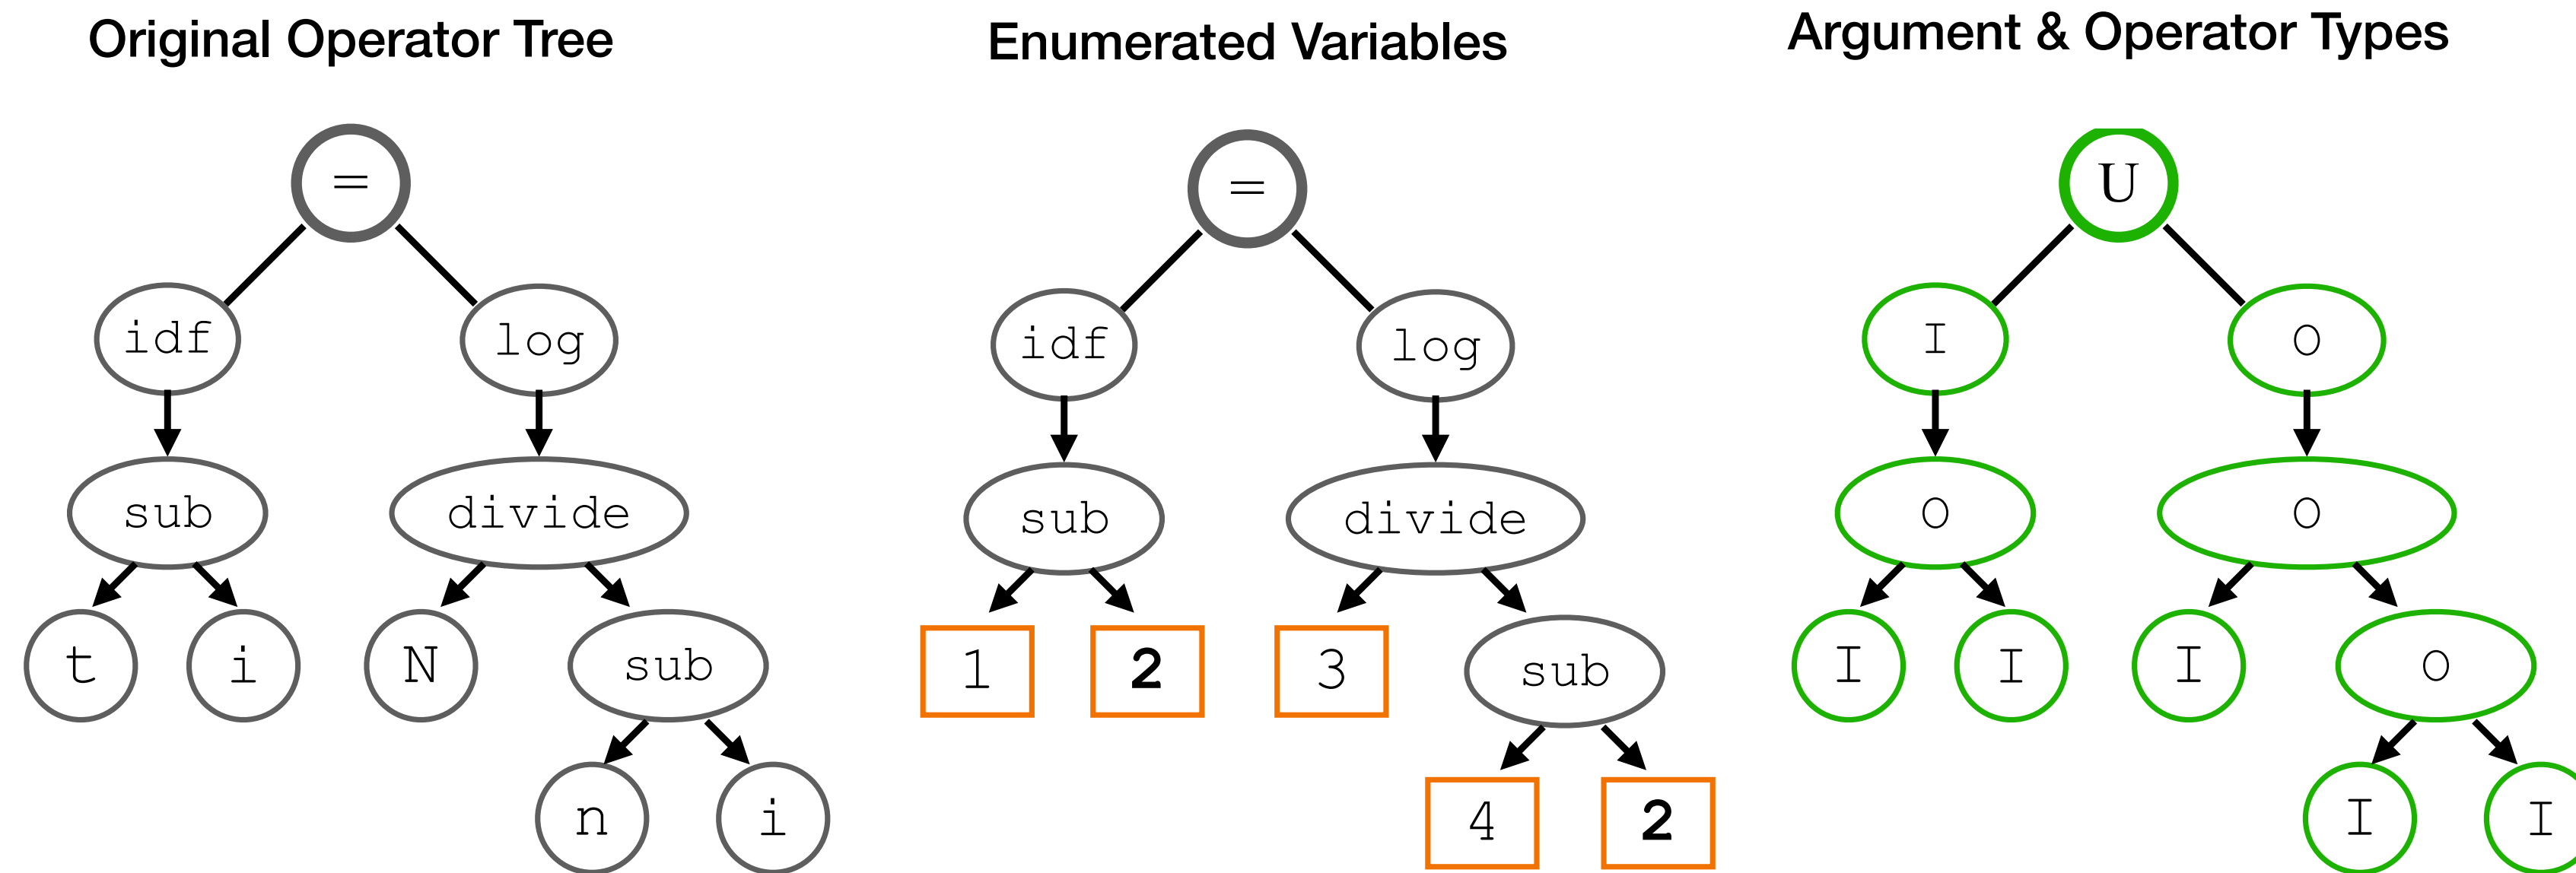 Original Operator Tree
=
idf
log
sub
divide
t
i
N
sub
n
i
Enumerated Variables
=
idf
log
sub
divide
1
2
3
sub
4
2
Argument & Operator Types
U
I
O
O
O
I
I
I
O
I
I